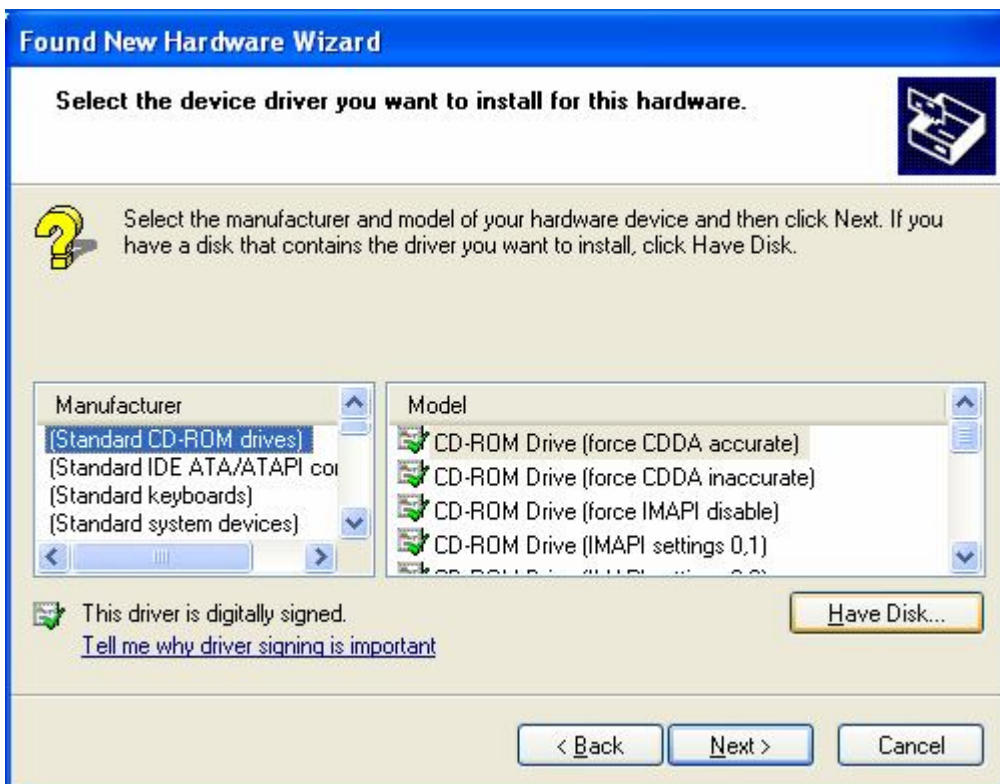 Found New Hardware Wizard
Select the device driver you want to install for this hardware.
Select the manufacturer and model of your hardware device and then click Next. If you
have a disk that contains the driver you want to install, click Have Disk.
Manufacturer
(Standard CD-ROM drives)
(Standard IDE ATA/ATAPI con
(Standard keyboards)
(Standard system devices)
Model
CD-ROM Drive (force CDDA accurate)
CD-ROM Drive (force CDDA inaccurate)
CD-ROM Drive (force IMAPI disable)
CD-ROM Drive (IMAPI settings 0,1)
This driver is digitally signed.
Tell me why driver signing is important
Have Disk...
< Back
Next >
Cancel